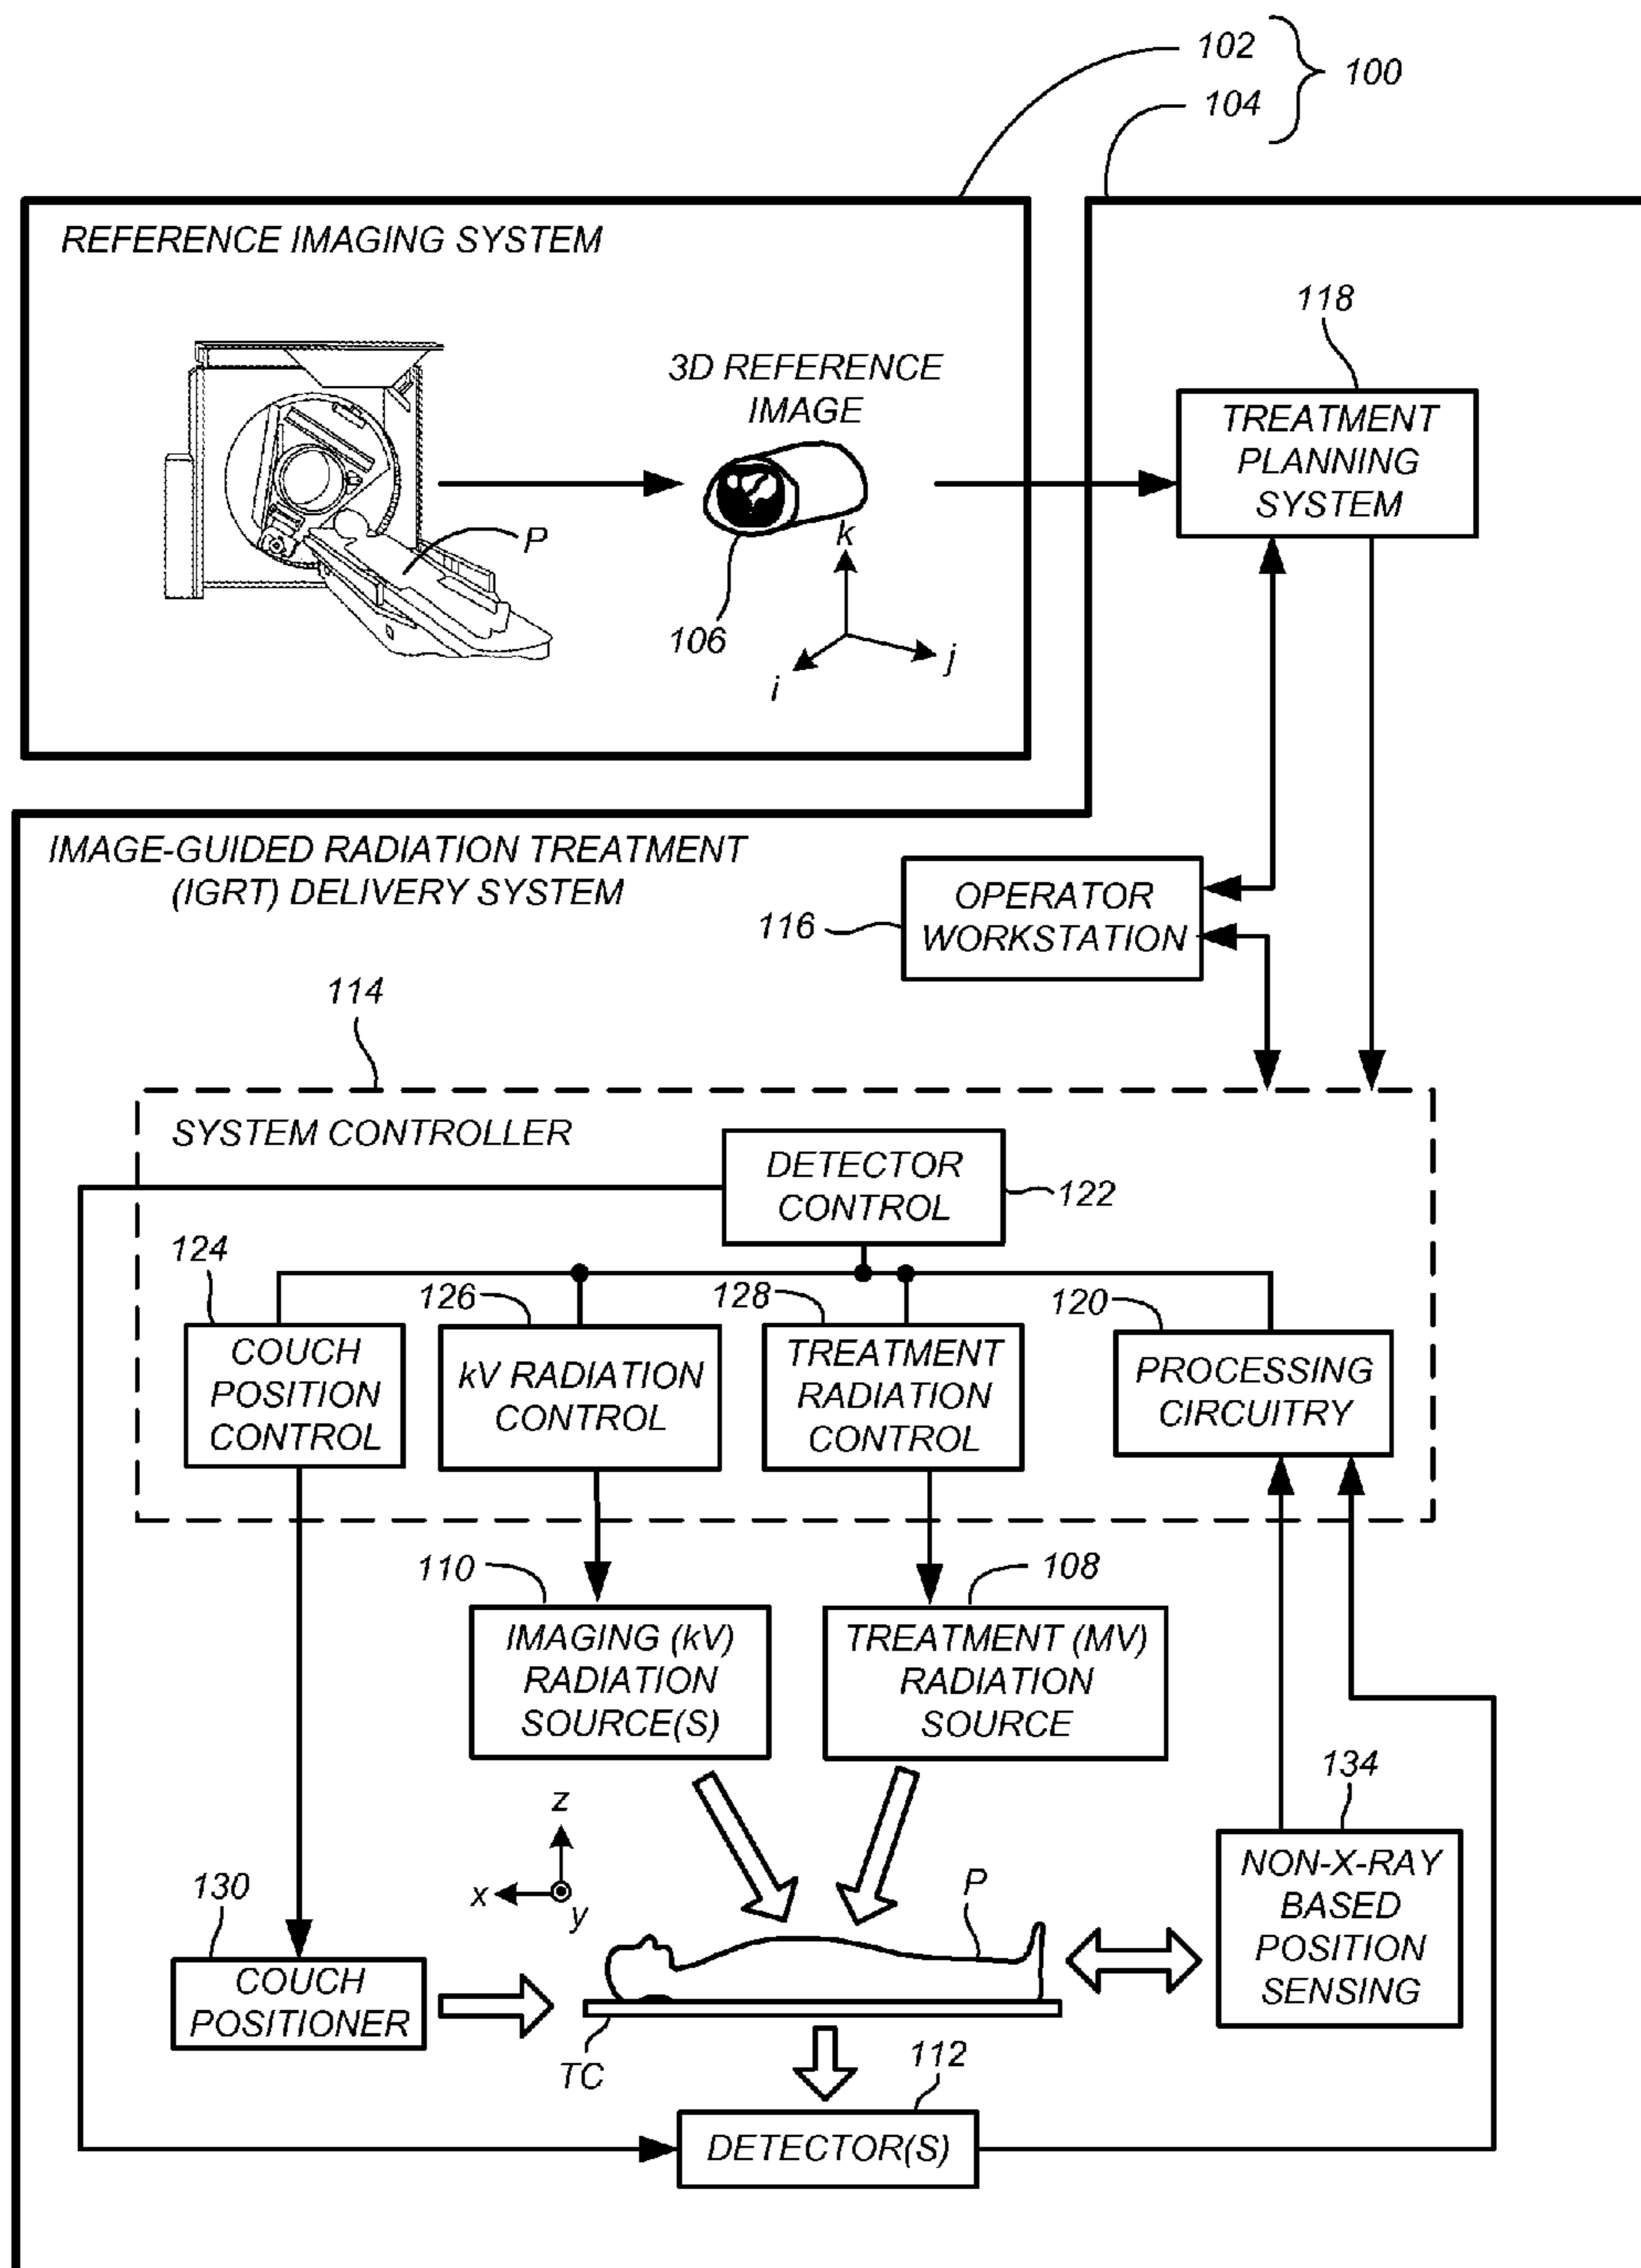 102
100
104
REFERENCE IMAGING SYSTEM
118
3D REFERENCE
IMAGE
TREATMENT
PLANNING
SYSTEM
P
k
106
j
i
IMAGE-GUIDED RADIATION TREATMENT
(IGRT) DELIVERY SYSTEM
OPERATOR
WORKSTATION
116
114
SYSTEM CONTROLLER
DETECTOR
CONTROL
122
124
126
128
120
COUCH
POSITION
CONTROL
kV RADIATION
CONTROL
TREATMENT
RADIATION
CONTROL
PROCESSING
CIRCUITRY
110
108
IMAGING (kV)
RADIATION
SOURCE(S)
TREATMENT (MV)
RADIATION
SOURCE
134
z
x
y
130
P
NON-X-RAY
BASED
POSITION
SENSING
COUCH
POSITIONER
TC
112
DETECTOR(S)